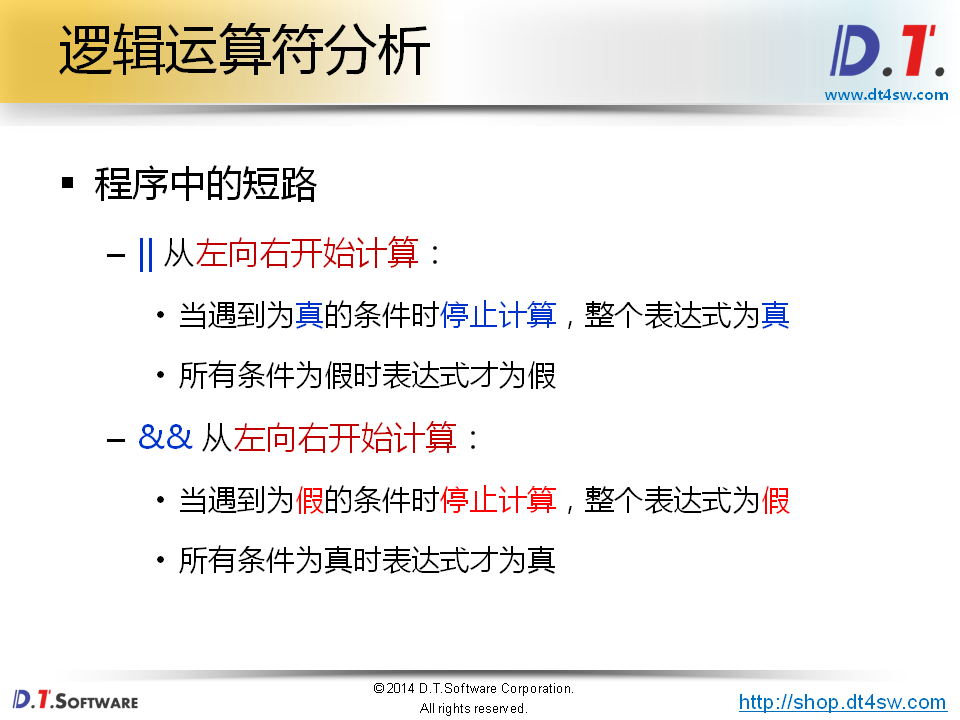 逻辑运算符分析
D.T.
www.dt4sw.com
▪ 程序中的短路
– || 从左向右开始计算：
• 当遇到为真的条件时停止计算，整个表达式为真
• 所有条件为假时表达式才为假
– && 从左向右开始计算：
• 当遇到为假的条件时停止计算，整个表达式为假
• 所有条件为真时表达式才为真
D.T.SOFTWARE
©2014 D.T.Software Corporation.
All rights reserved.
http://shop.dt4sw.com